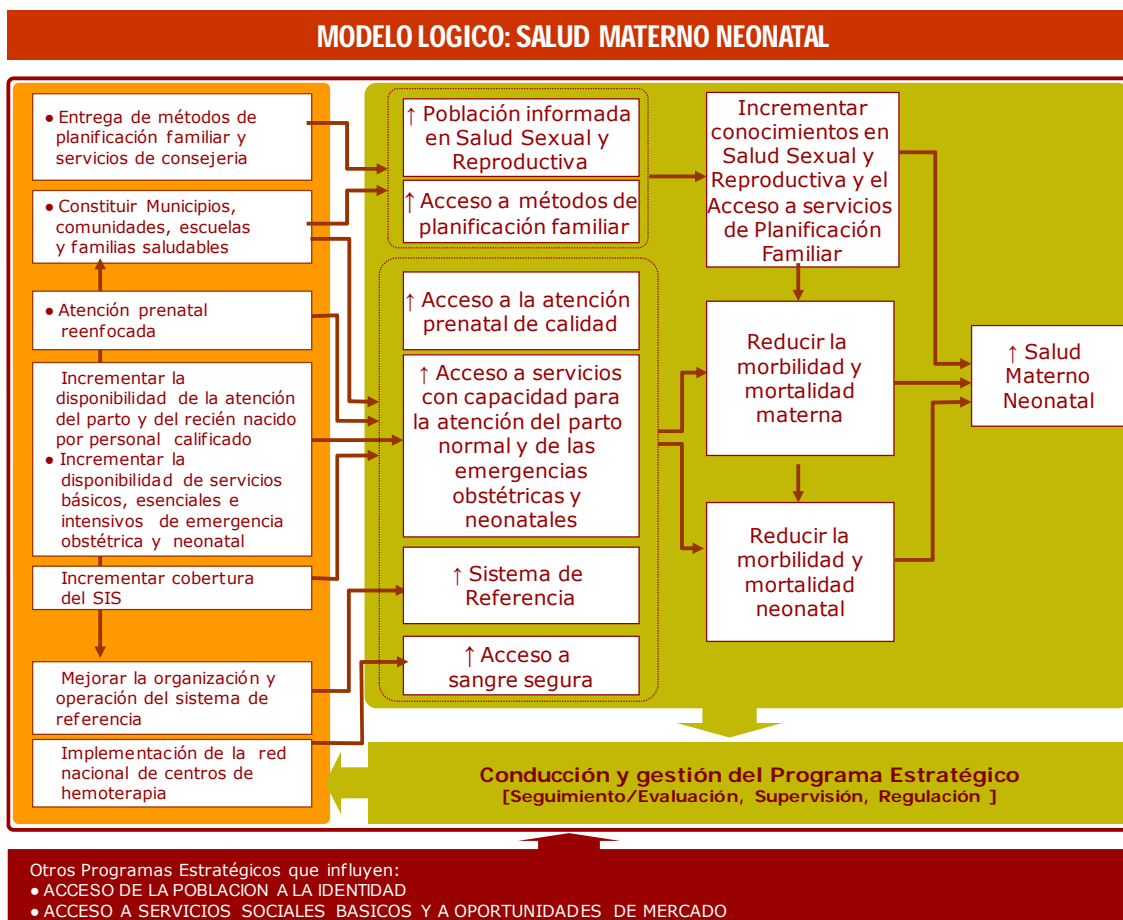 MODELO LOGICO: SALUD MATERNO NEONATAL
● Entrega de métodos de
planificación familiar y
servicios de consejeria
● Constituir Municipios,
comunidades, escuelas
y familias saludables
● Atención prenatal
reenfocada
Incrementar la
disponibilidad de la atención
del parto y del recién nacido
por personal calificado
● Incrementar la
disponibilidad de servicios
básicos, esenciales e
intensivos de emergencia
obstétrica y neonatal
Incrementar cobertura
del SIS
Mejorar la organización y
operación del sistema de
referencia
Implementación de la red
nacional de centros de
hemoterapia
↑ Población informada
en Salud Sexual y
Reproductiva
↑ Acceso a métodos de
planificación familiar
↑ Acceso a la atención
prenatal de calidad
↑ Acceso a servicios
con capacidad para
la atención del parto
normal y de las
emergencias
obstétricas y
neonatales
↑ Sistema de
Referencia
↑ Acceso a
sangre segura
Incrementar
conocimientos en
Salud Sexual y
Reproductiva y el
Acceso a servicios
de Planificación
Familiar
Reducir la
morbilidad y
mortalidad
materna
Reducir la
morbilidad y
mortalidad
neonatal
↑ Salud
Materno
Neonatal
Conducción y gestión del Programa Estratégico
[Seguimiento/Evaluación, Supervisión, Regulación ]
Otros Programas Estratégicos que influyen:
● ACCESO DE LA POBLACION A LA IDENTIDAD
● ACCESO A SERVICIOS SOCIALES BASICOS Y A OPORTUNIDADES DE MERCADO